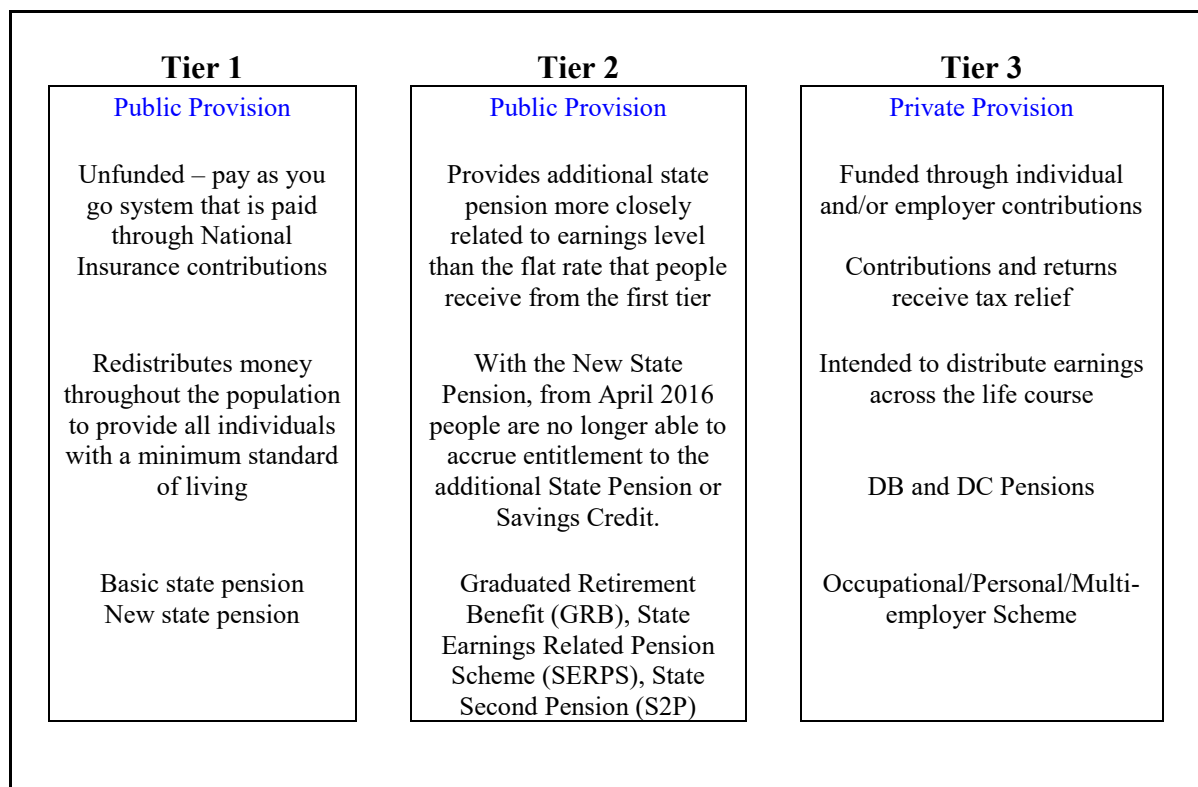 Tier 1
Public Provision
Unfunded – pay as you
go system that is paid
through National
Insurance contributions
Redistributes money
throughout the population
to provide all individuals
with a minimum standard
of living
Basic state pension
New state pension
Tier 2
Public Provision
Provides additional state
pension more closely
related to earnings level
than the flat rate that people
receive from the first tier
With the New State
Pension, from April 2016
people are no longer able to
accrue entitlement to the
additional State Pension or
Savings Credit.
Graduated Retirement
Benefit (GRB), State
Earnings Related Pension
Scheme (SERPS), State
Second Pension (S2P)
Tier 3
Private Provision
Funded through individual
and/or employer contributions
Contributions and returns
receive tax relief
Intended to distribute earnings
across the life course
DB and DC Pensions
Occupational/Personal/Multi-
employer Scheme